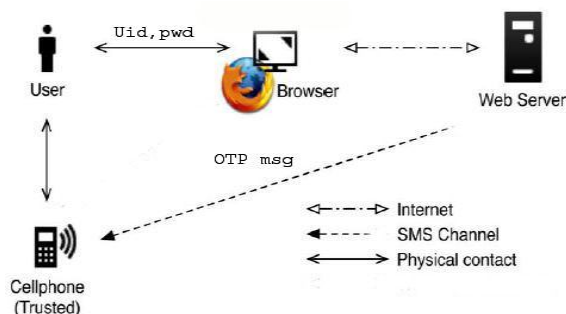 Uid,pwd
User
Browser
Web Server
OTP msg
Internet
SMS Channel
Physical contact
Cellphone
(Trusted)